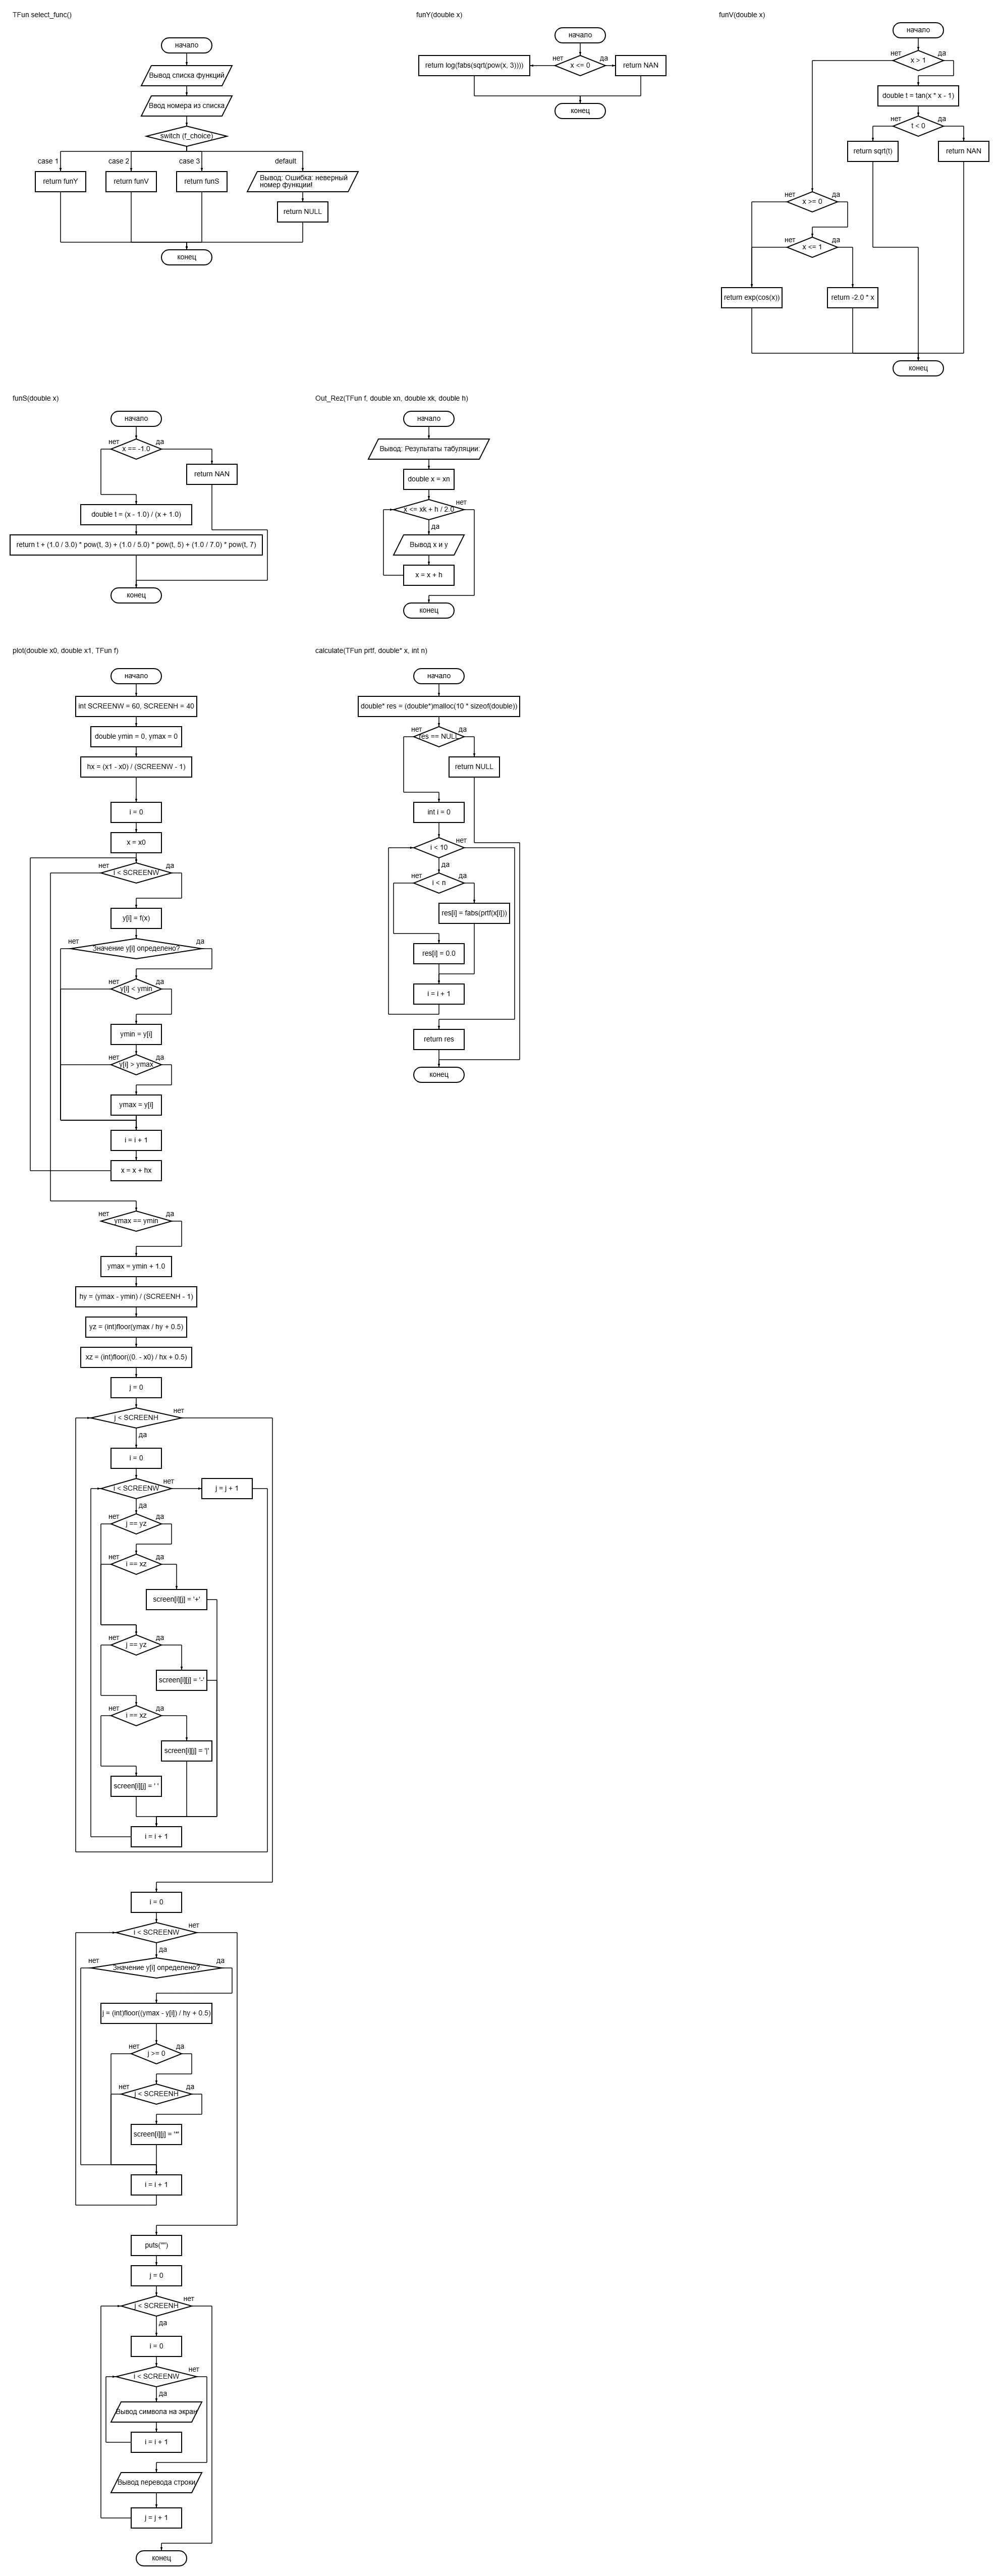 TFun select_func()
начало
Вывод списка функций
Ввод номера из списка
switch (f_choice)
case 1
case 2
case 3
default
return funY
return funV
return funS
Вывод: Ошибка: неверный
номер функции!
return NULL
конец
funY(double x)
начало
нет
да
x <= 0
return log(fabs(sqrt(pow(x, 3))))
return NAN
конец
funV(double x)
начало
нет
да
x > 1
double t = tan(x * x - 1)
нет
да
t < 0
return sqrt(t)
return NAN
нет
да
x >= 0
нет
да
x <= 1
return exp(cos(x))
return -2.0 * x
конец
funS(double x)
начало
нет
да
x == -1.0
return NAN
double t = (x - 1.0) / (x + 1.0)
return t + (1.0 / 3.0) * pow(t, 3) + (1.0 / 5.0) * pow(t, 5) + (1.0 / 7.0) * pow(t, 7)
конец
Out_Rez(TFun f, double xn, double xk, double h)
начало
Вывод: Результаты табуляции:
double x = xn
нет
x <= xk + h / 2.0
да
Вывод x и y
x = x + h
конец
plot(double x0, double x1, TFun f)
начало
int SCREENW = 60, SCREENH = 40
double ymin = 0, ymax = 0
hx = (x1 - x0) / (SCREENW - 1)
i = 0
x = x0
нет
да
i < SCREENW
y[i] = f(x)
нет
да
Значение y[i] определено?
нет
да
y[i] < ymin
ymin = y[i]
нет
да
y[i] > ymax
ymax = y[i]
i = i + 1
x = x + hx
нет
да
ymax == ymin
ymax = ymin + 1.0
hy = (ymax - ymin) / (SCREENH - 1)
yz = (int)floor(ymax / hy + 0.5)
xz = (int)floor((0. - x0) / hx + 0.5)
j = 0
нет
j < SCREENH
да
i = 0
нет
i < SCREENW
j = j + 1
да
нет
да
j == yz
нет
да
i == xz
screen[i][j] = '+'
нет
да
j == yz
screen[i][j] = '-'
нет
да
i == xz
screen[i][j] = '|'
screen[i][j] = ' '
i = i + 1
i = 0
нет
i < SCREENW
да
нет
да
Значение y[i] определено?
j = (int)floor((ymax - y[i]) / hy + 0.5)
нет
да
j >= 0
нет
да
j < SCREENH
screen[i][j] = '*'
i = i + 1
puts("")
j = 0
нет
j < SCREENH
да
i = 0
нет
i < SCREENW
да
Вывод символа на экран
i = i + 1
Вывод перевода строки
j = j + 1
конец
calculate(TFun prtf, double* x, int n)
начало
double* res = (double*)malloc(10 * sizeof(double))
нет
да
res == NULL
return NULL
int i = 0
нет
i < 10
да
нет
да
i < n
res[i] = fabs(prtf(x[i]))
res[i] = 0.0
i = i + 1
return res
конец